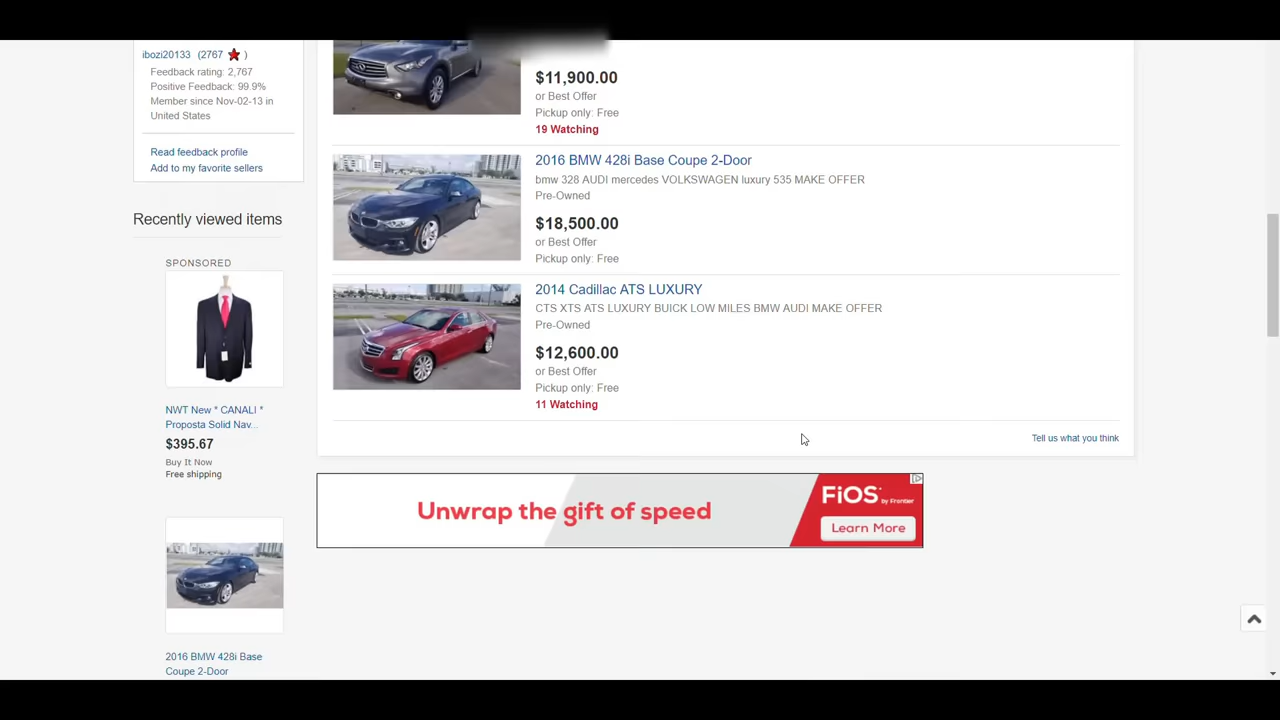 ibozi20133 (2767 )
Feedback rating: 2,767
Positive Feedback: 99.9%
Member since Nov-02-13 in
United States
Read feedback profile
Add to my favorite sellers
Recently viewed items
SPONSORED
NWT New * CANALI *
Proposta Solid Nav...
$395.67
Buy It Now
Free shipping
2016 BMW 428i Base
Coupe 2-Door
$11,900.00
or Best Offer
Pickup only: Free
19 Watching
2016 BMW 428i Base Coupe 2-Door
bmw 328 AUDI mercedes VOLKSWAGEN luxury 535 MAKE OFFER
Pre-Owned
$18,500.00
or Best Offer
Pickup only: Free
2014 Cadillac ATS LUXURY
CTS XTS ATS LUXURY BUICK LOW MILES BMW AUDI MAKE OFFER
Pre-Owned
$12,600.00
or Best Offer
Pickup only: Free
11 Watching
Tell us what you think
Unwrap the gift of speed
FiOS by Frontier
Learn More